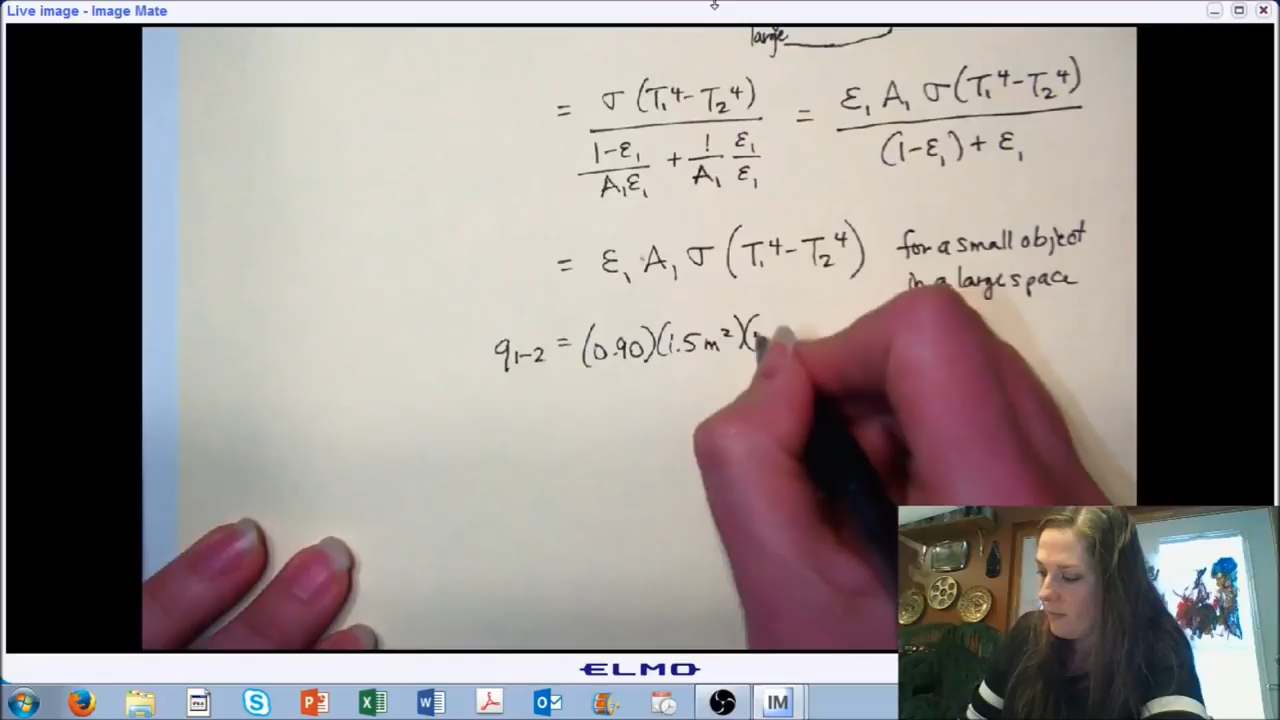 Live image - Image Mate
large
= σ (T₁⁴ - T₂⁴) / ((1-ε₁)/(A₁ε₁) + (1/A₁)(ε₁/ε₁)) = ε₁ A₁ σ(T₁⁴ - T₂⁴) / ((1-ε₁) + ε₁)
= ε₁ A₁ σ (T₁⁴ - T₂⁴) for a small object
in a large space
q₁₋₂ = (0.90)(1.5 m²)(
ELMO
IM